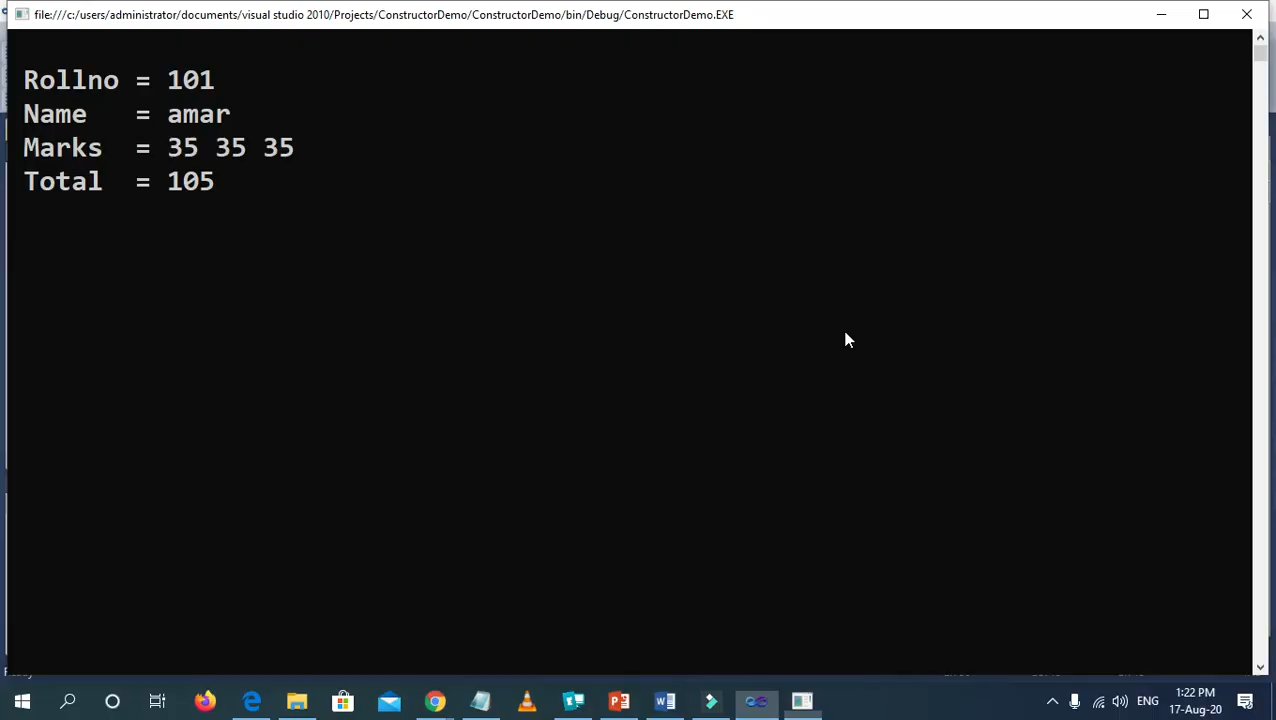 file:///c:/users/administrator/documents/visual studio 2010/Projects/ConstructorDemo/ConstructorDemo/bin/Debug/ConstructorDemo.EXE
Rollno = 101
Name = amar
Marks = 35 35 35
Total = 105
ENG
1:22 PM
17-Aug-20